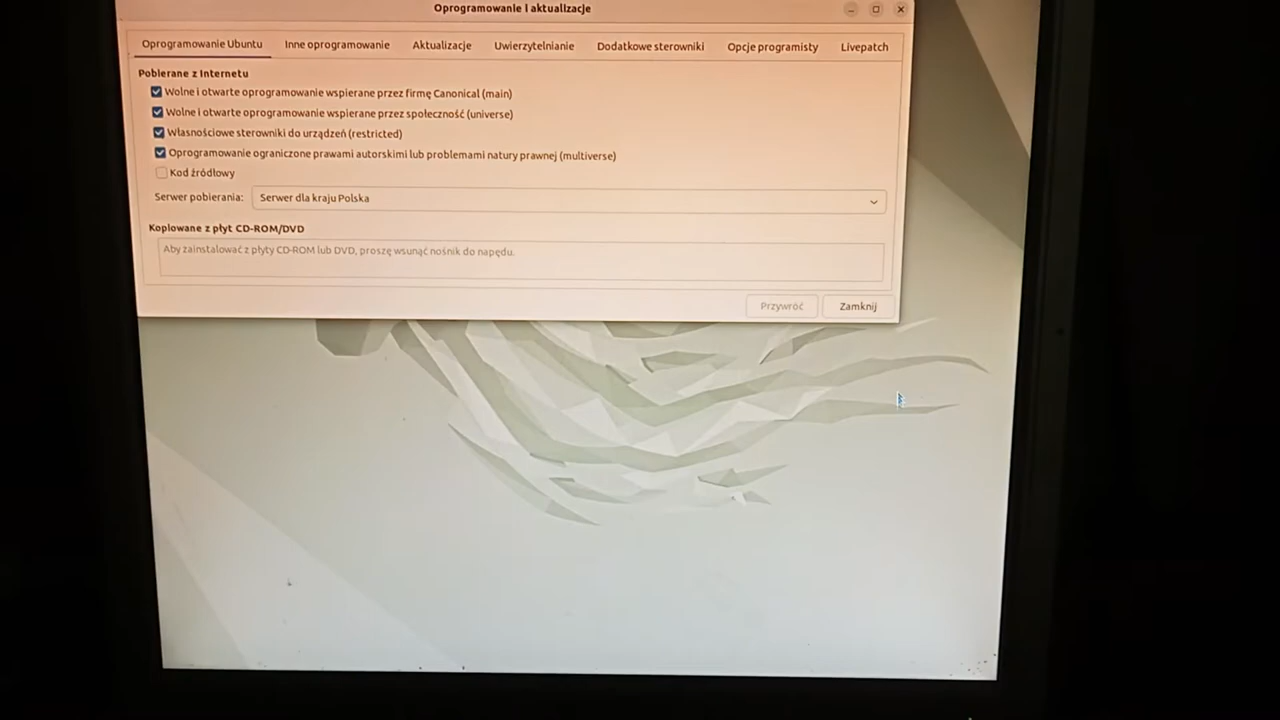 Oprogramowanie i aktualizacje
Oprogramowanie Ubuntu Inne oprogramowanie Aktualizacje Uwierzytelnianie Dodatkowe sterowniki Opcje programisty Livepatch
Pobierane z Internetu
Wolne i otwarte oprogramowanie wspierane przez firmę Canonical (main)
Wolne i otwarte oprogramowanie wspierane przez społeczność (universe)
Własnościowe sterowniki do urządzeń (restricted)
Oprogramowanie ograniczone prawami autorskimi lub problemami natury prawnej (multiverse)
Kod źródłowy
Serwer pobierania: Serwer dla kraju Polska
Kopiowane z płyt CD-ROM/DVD
Aby zainstalować z płyty CD-ROM lub DVD, proszę wsunąć nośnik do napędu.
Przywróć Zamknij